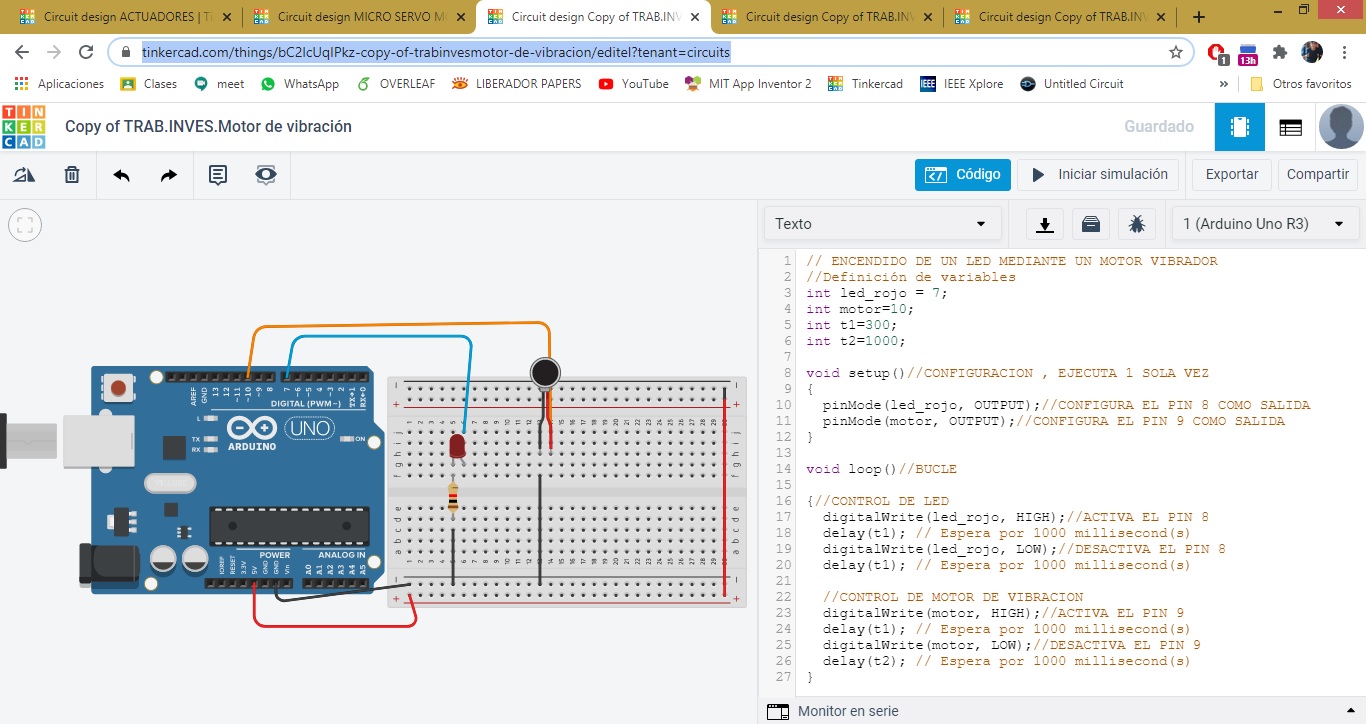 Circuit design ACTUADORES | Ti
Circuit design MICRO SERVO M
Circuit design Copy of TRAB.INV
Circuit design Copy of TRAB.INV
Circuit design Copy of TRAB.INV
Aplicaciones
Clases
meet
WhatsApp
OVERLEAF
LIBERADOR PAPERS
YouTube
MIT App Inventor 2
Tinkercad
IEEE
IEEE Xplore
Untitled Circuit
»
Otros favoritos
1
13h
TIN
KER
CAD
Copy of TRAB.INVES.Motor de vibración
Guardado
Código
Iniciar simulación
Exportar
Compartir
Texto
1 (Arduino Uno R3)
AREF
GND
13
12
~11
~10
~9
8
7
~6
~5
4
~3
2
TX→1
RX←0
DIGITAL (PWM~)
L
TX
RX
UNO
ON
ARDUINO
POWER
ANALOG IN
IOREF
RESET
3.3V
5V
GND
GND
Vin
A0
A1
A2
A3
A4
A5
1 // ENCENDIDO DE UN LED MEDIANTE UN MOTOR VIBRADOR
2 //Definición de variables
3 int led_rojo = 7;
4 int motor=10;
5 int t1=300;
6 int t2=1000;
7
8 void setup()//CONFIGURACION , EJECUTA 1 SOLA VEZ
9 {
10 pinMode(led_rojo, OUTPUT);//CONFIGURA EL PIN 8 COMO SALIDA
11 pinMode(motor, OUTPUT);//CONFIGURA EL PIN 9 COMO SALIDA
12 }
13
14 void loop()//BUCLE
15
16 {//CONTROL DE LED
17 digitalWrite(led_rojo, HIGH);//ACTIVA EL PIN 8
18 delay(t1); // Espera por 1000 millisecond(s)
19 digitalWrite(led_rojo, LOW);//DESACTIVA EL PIN 8
20 delay(t1); // Espera por 1000 millisecond(s)
21
22 //CONTROL DE MOTOR DE VIBRACION
23 digitalWrite(motor, HIGH);//ACTIVA EL PIN 9
24 delay(t1); // Espera por 1000 millisecond(s)
25 digitalWrite(motor, LOW);//DESACTIVA EL PIN 9
26 delay(t2); // Espera por 1000 millisecond(s)
27 }
Monitor en serie